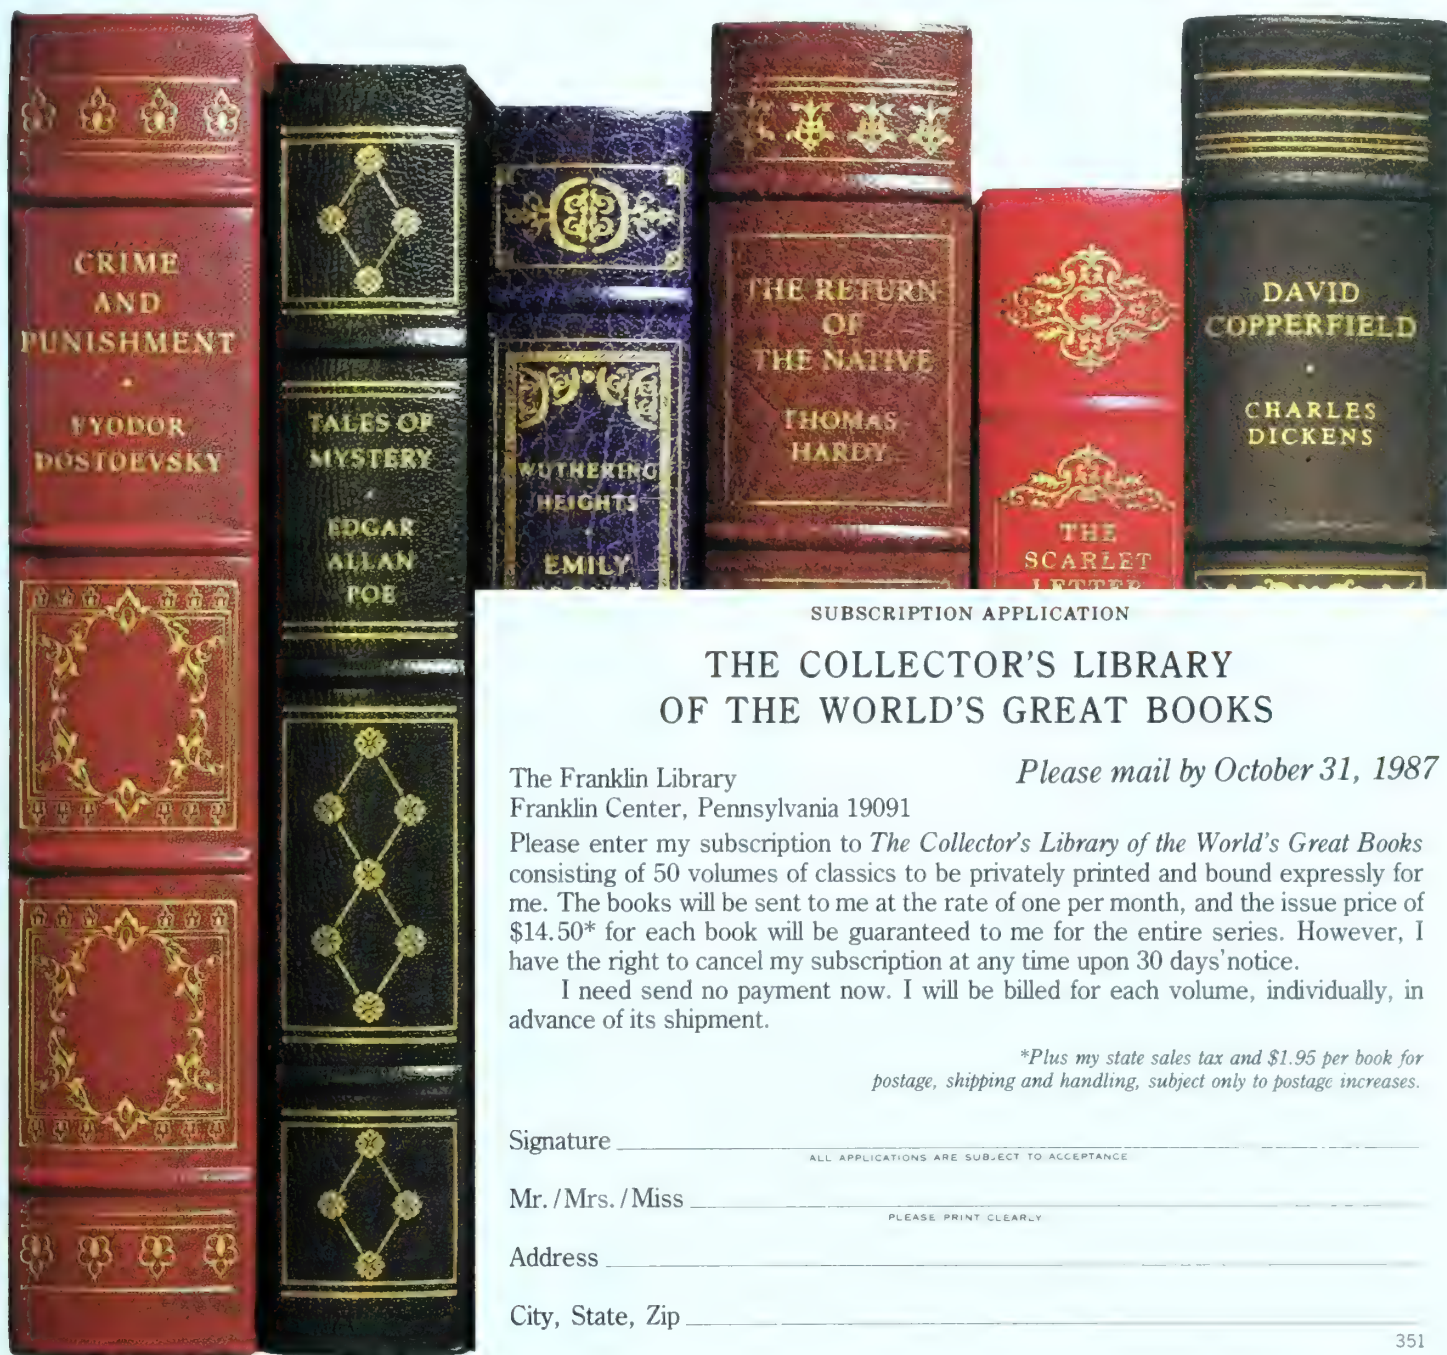 CRIME
AND
PUNISHMENT
•
FYODOR
DOSTOEVSKY
TALES OF
MYSTERY
•
EDGAR
ALLAN
POE
WUTHERING
HEIGHTS
•
EMILY
THE RETURN
OF
THE NATIVE
THOMAS
HARDY
THE
SCARLET
LETTER
DAVID
COPPERFIELD
•
CHARLES
DICKENS
SUBSCRIPTION APPLICATION
THE COLLECTOR'S LIBRARY
OF THE WORLD'S GREAT BOOKS
Please mail by October 31, 1987
The Franklin Library
Franklin Center, Pennsylvania 19091
Please enter my subscription to The Collector's Library of the World's Great Books
consisting of 50 volumes of classics to be privately printed and bound expressly for
me. The books will be sent to me at the rate of one per month, and the issue price of
$14.50* for each book will be guaranteed to me for the entire series. However, I
have the right to cancel my subscription at any time upon 30 days' notice.
I need send no payment now. I will be billed for each volume, individually, in
advance of its shipment.
*Plus my state sales tax and $1.95 per book for
postage, shipping and handling, subject only to postage increases.
Signature
ALL APPLICATIONS ARE SUBJECT TO ACCEPTANCE
Mr./Mrs./Miss
PLEASE PRINT CLEARLY
Address
City, State, Zip
351